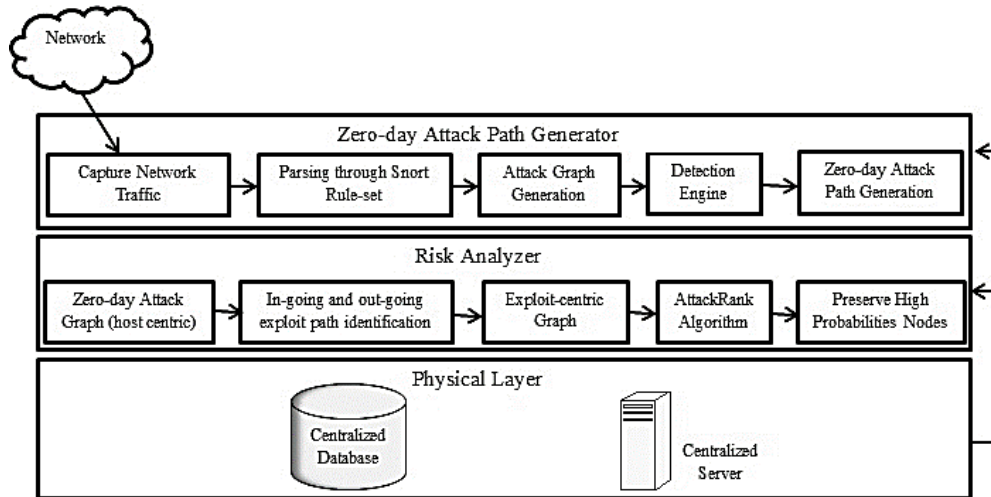 Network
Zero-day Attack Path Generator
Capture Network
Traffic
Parsing through Snort
Rule-set
Attack Graph
Generation
Detection
Engine
Zero-day Attack
Path Generation
Risk Analyzer
Zero-day Attack
Graph (host centric)
In-going and out-going
exploit path identification
Exploit-centric
Graph
AttackRank
Algorithm
Preserve High
Probabilities Nodes
Physical Layer
Centralized
Database
Centralized
Server